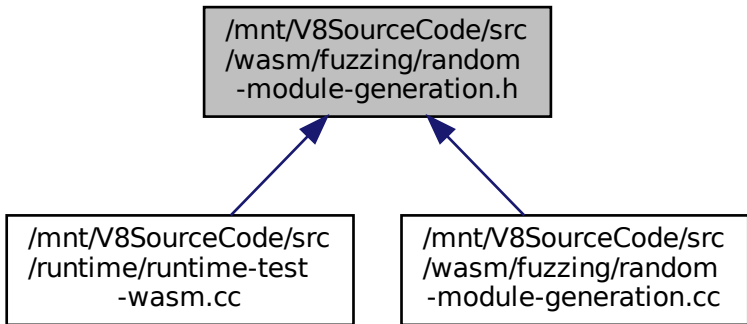 /mnt/V8SourceCode/src
/wasm/fuzzing/random
-module-generation.h
/mnt/V8SourceCode/src
/runtime/runtime-test
-wasm.cc
/mnt/V8SourceCode/src
/wasm/fuzzing/random
-module-generation.cc